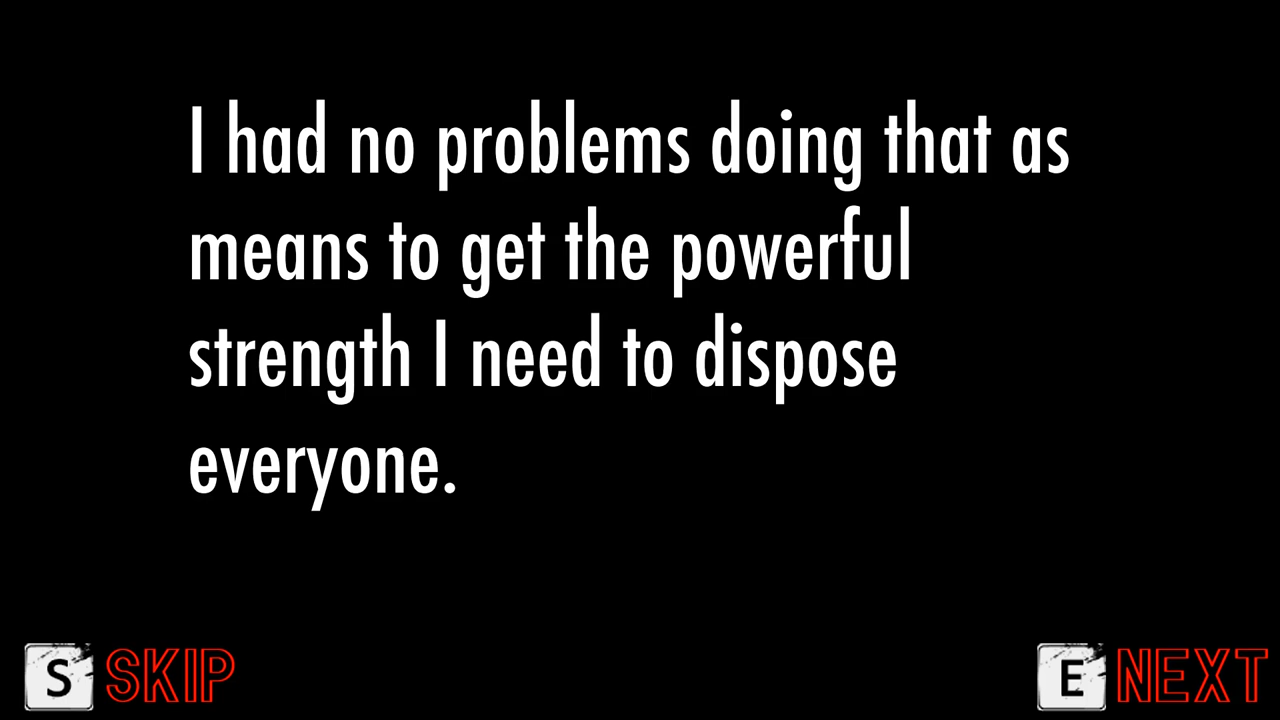 I had no problems doing that as
means to get the powerful
strength I need to dispose
everyone.
S SKIP
E NEXT